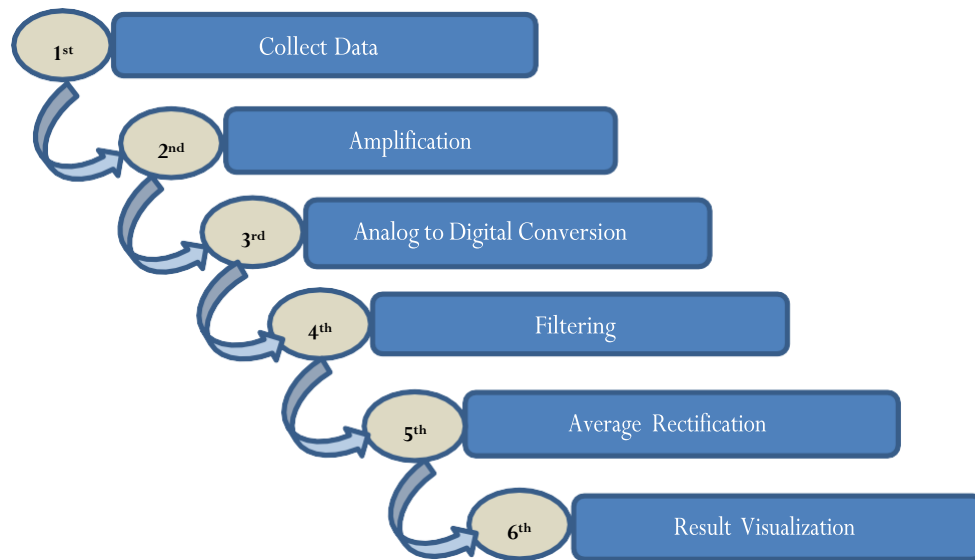 1st Collect Data
2nd Amplification
3rd Analog to Digital Conversion
4th Filtering
5th Average Rectification
6th Result Visualization